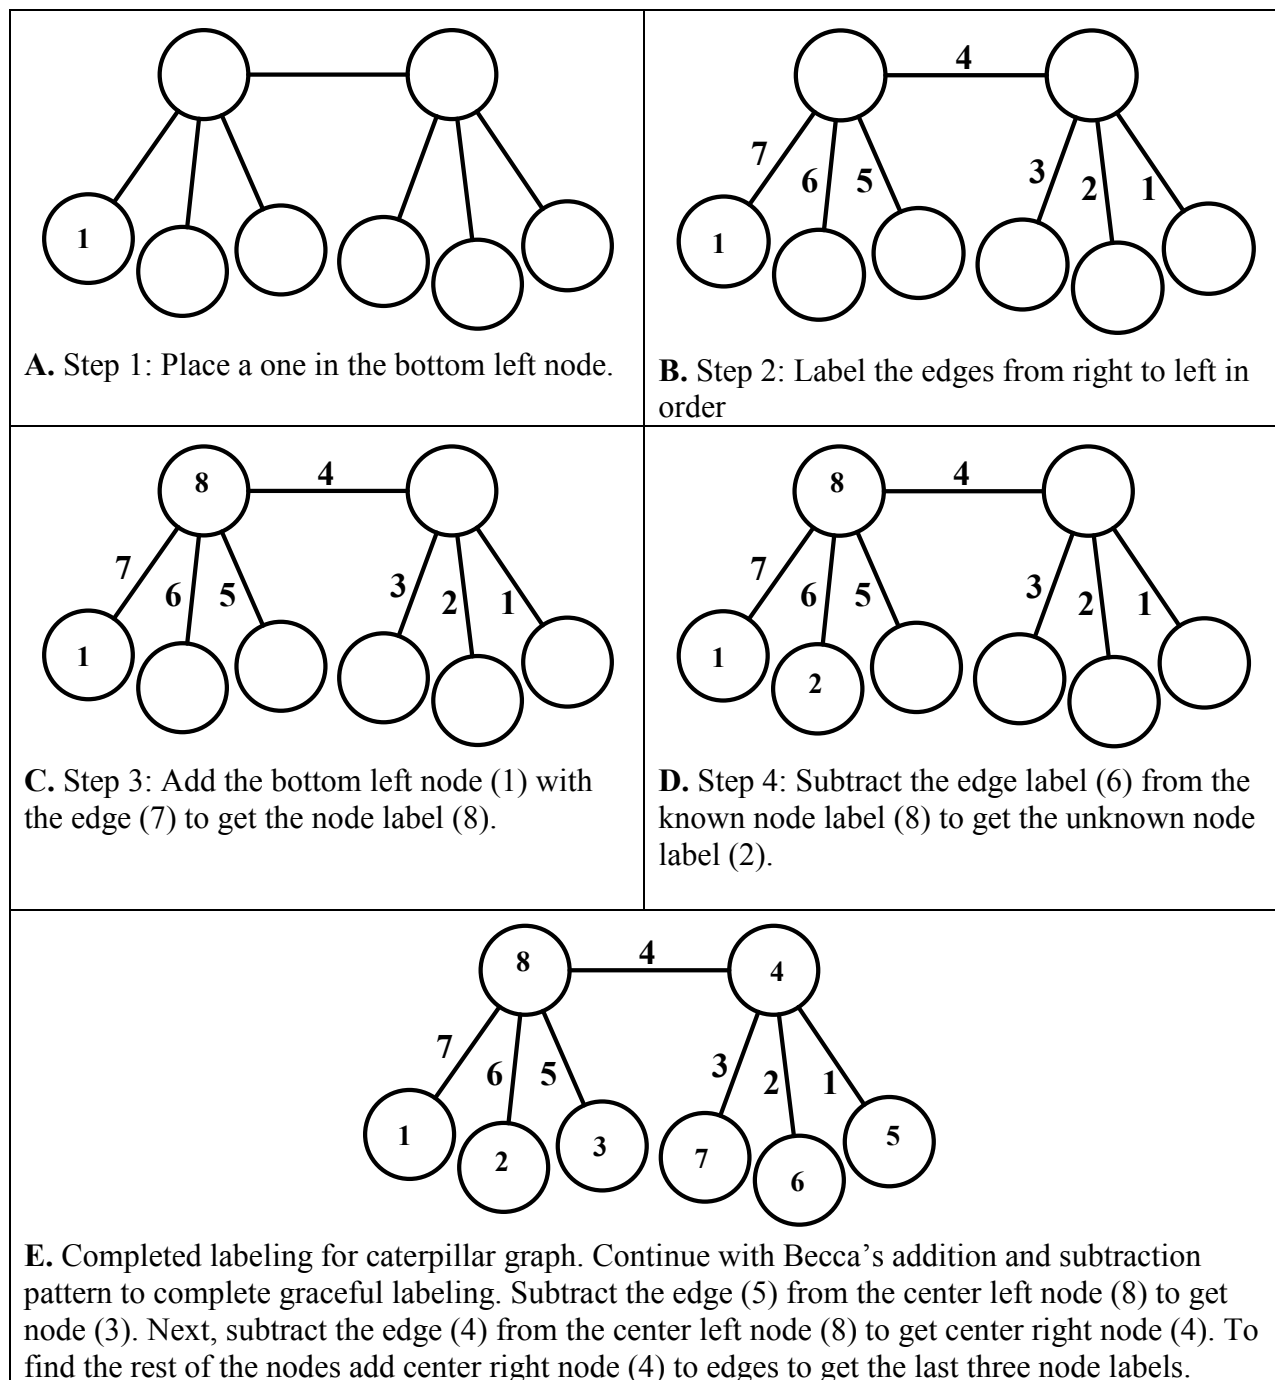 1
A. Step 1: Place a one in the bottom left node.
4
7 6 5 3 2 1
1
B. Step 2: Label the edges from right to left in
order
8 4
7 6 5 3 2 1
1
C. Step 3: Add the bottom left node (1) with
the edge (7) to get the node label (8).
8 4
7 6 5 3 2 1
1 2
D. Step 4: Subtract the edge label (6) from the
known node label (8) to get the unknown node
label (2).
8 4 4
7 6 5 3 2 1
1 2 3 7 6 5
E. Completed labeling for caterpillar graph. Continue with Becca’s addition and subtraction
pattern to complete graceful labeling. Subtract the edge (5) from the center left node (8) to get
node (3). Next, subtract the edge (4) from the center left node (8) to get center right node (4). To
find the rest of the nodes add center right node (4) to edges to get the last three node labels.